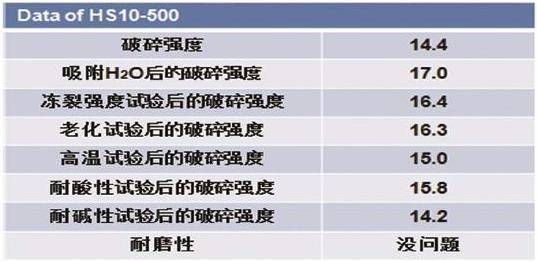 Data of HS10-500
破碎强度 14.4
吸附H₂O后的破碎强度 17.0
冻裂强度试验后的破碎强度 16.4
老化试验后的破碎强度 16.3
高温试验后的破碎强度 15.0
耐酸性试验后的破碎强度 15.8
耐碱性试验后的破碎强度 14.2
耐磨性 没问题